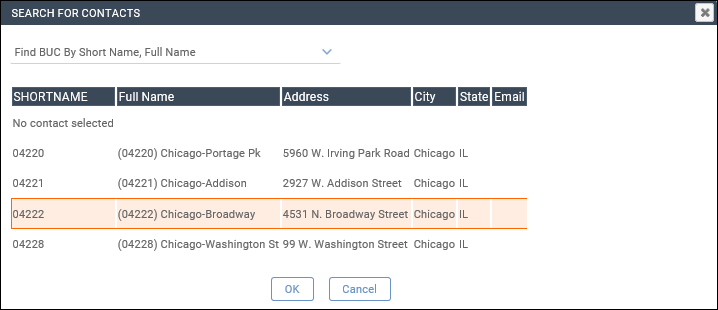 SEARCH FOR CONTACTS
Find BUC By Short Name, Full Name
SHORTNAME Full Name Address City State Email
No contact selected
04220 (04220) Chicago-Portage Pk 5960 W. Irving Park Road Chicago IL
04221 (04221) Chicago-Addison 2927 W. Addison Street Chicago IL
04222 (04222) Chicago-Broadway 4531 N. Broadway Street Chicago IL
04228 (04228) Chicago-Washington St 99 W. Washington Street Chicago IL
OK Cancel